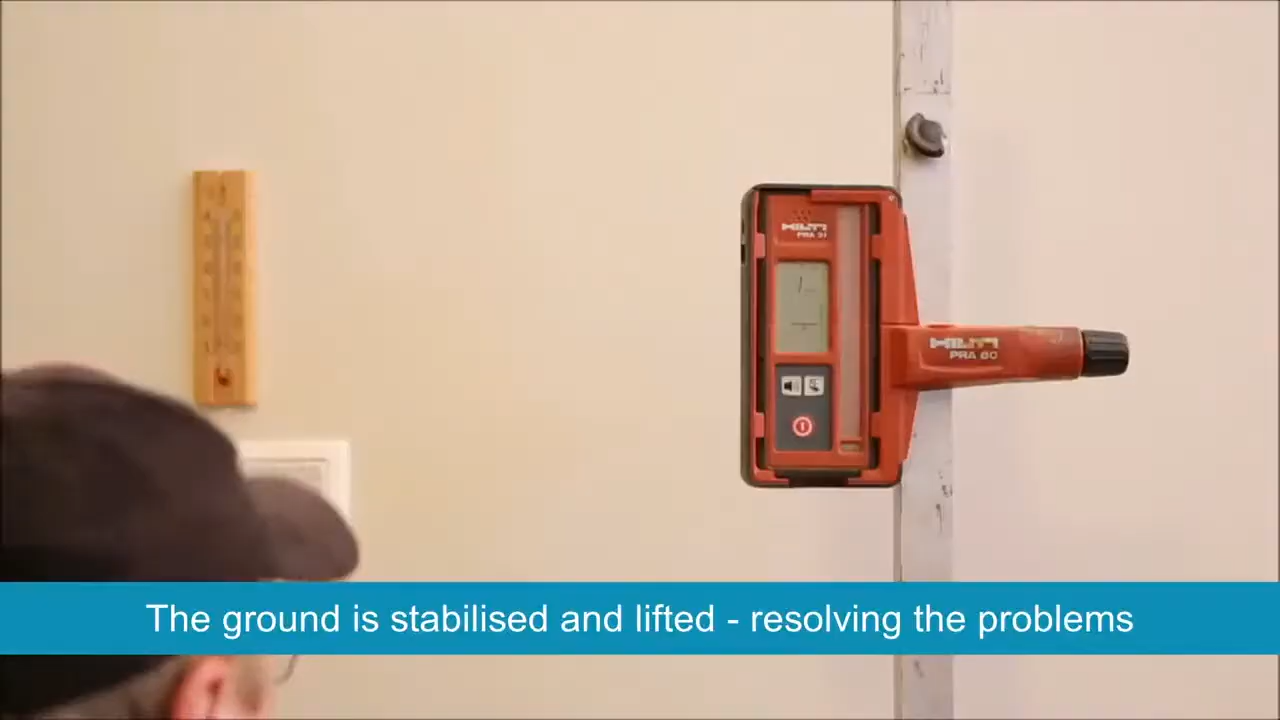 HILTI
PRA 31
HILTI
PRA 80
The ground is stabilised and lifted - resolving the problems